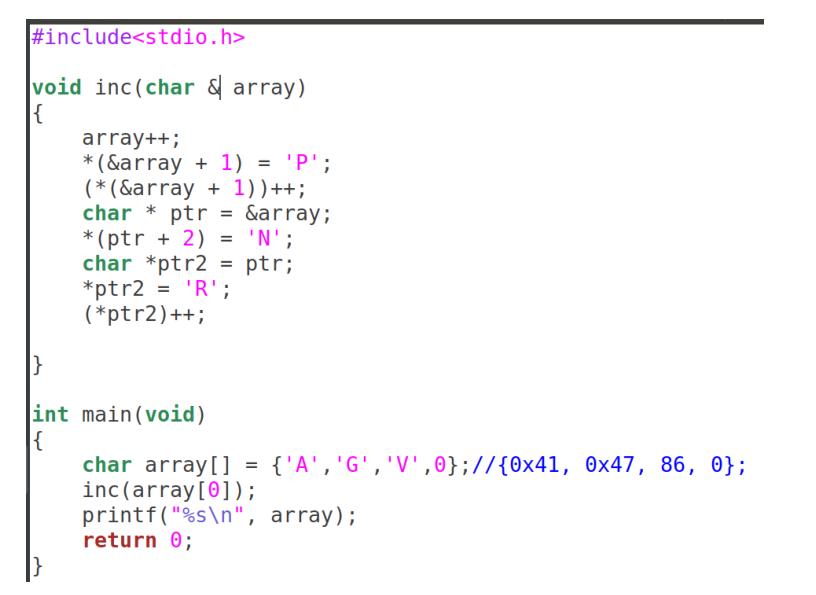 #include<stdio.h>
void inc(char & array)
{
array++;
*(&array + 1) = 'P';
(*(&array + 1))++;
char * ptr = &array;
*(ptr + 2) = 'N';
char *ptr2 = ptr;
*ptr2 = 'R';
(*ptr2)++;
}
int main(void)
{
char array[] = {'A','G','V',0};//{0x41, 0x47, 86, 0};
inc(array[0]);
printf("%s\n", array);
return 0;
}